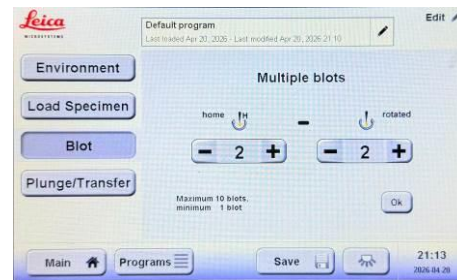 Leica
MICROSYSTEMS
Default program
Last loaded Apr 20, 2026 - Last modified Apr 20, 2026 21:10
Edit
Environment
Load Specimen
Blot
Plunge/Transfer
Multiple blots
home H
rotated
- 2 +
- 2 +
Maximum 10 blots,
minimum 1 blot
Ok
Main
Programs
Save
21:13
2026-04-20